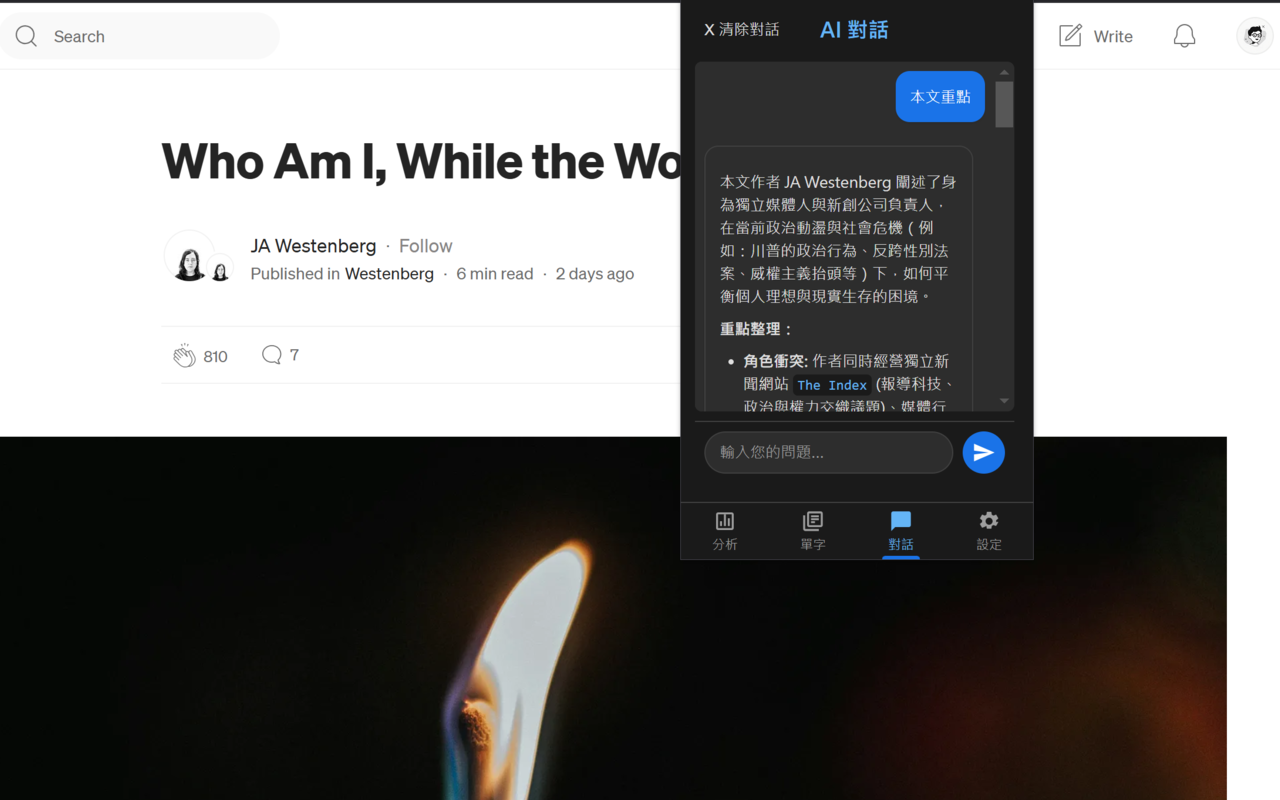 Search
Write
Who Am I, While the Wo
JA Westenberg · Follow
Published in Westenberg · 6 min read · 2 days ago
810
7
X 清除對話
AI 對話
本文重點
本文作者 JA Westenberg 闡述了身
為獨立媒體人與新創公司負責人，
在當前政治動盪與社會危機（例
如：川普的政治行為、反跨性別法
案、威權主義抬頭等）下，如何平
衡個人理想與現實生存的困境。
重點整理：
• 角色衝突: 作者同時經營獨立新
聞網站 The Index (報導科技、
政治與權力交織議題)、媒體行
輸入您的問題...
分析
單字
對話
設定